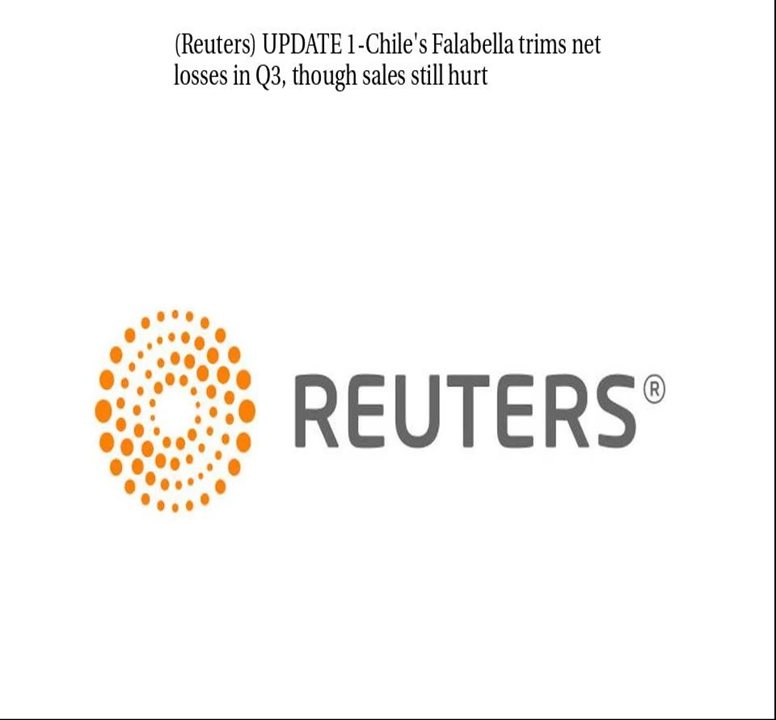 (Reuters) UPDATE 1-Chile's Falabella trims net
losses in Q3, though sales still hurt
REUTERS®